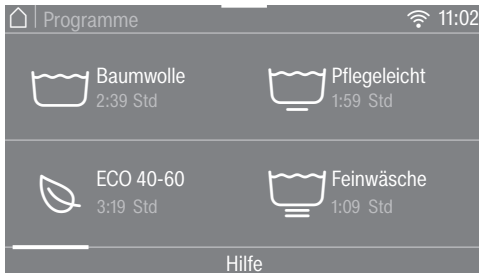 Programme
11:02
Baumwolle
2:39 Std
Pflegeleicht
1:59 Std
ECO 40-60
3:19 Std
Feinwäsche
1:09 Std
Hilfe